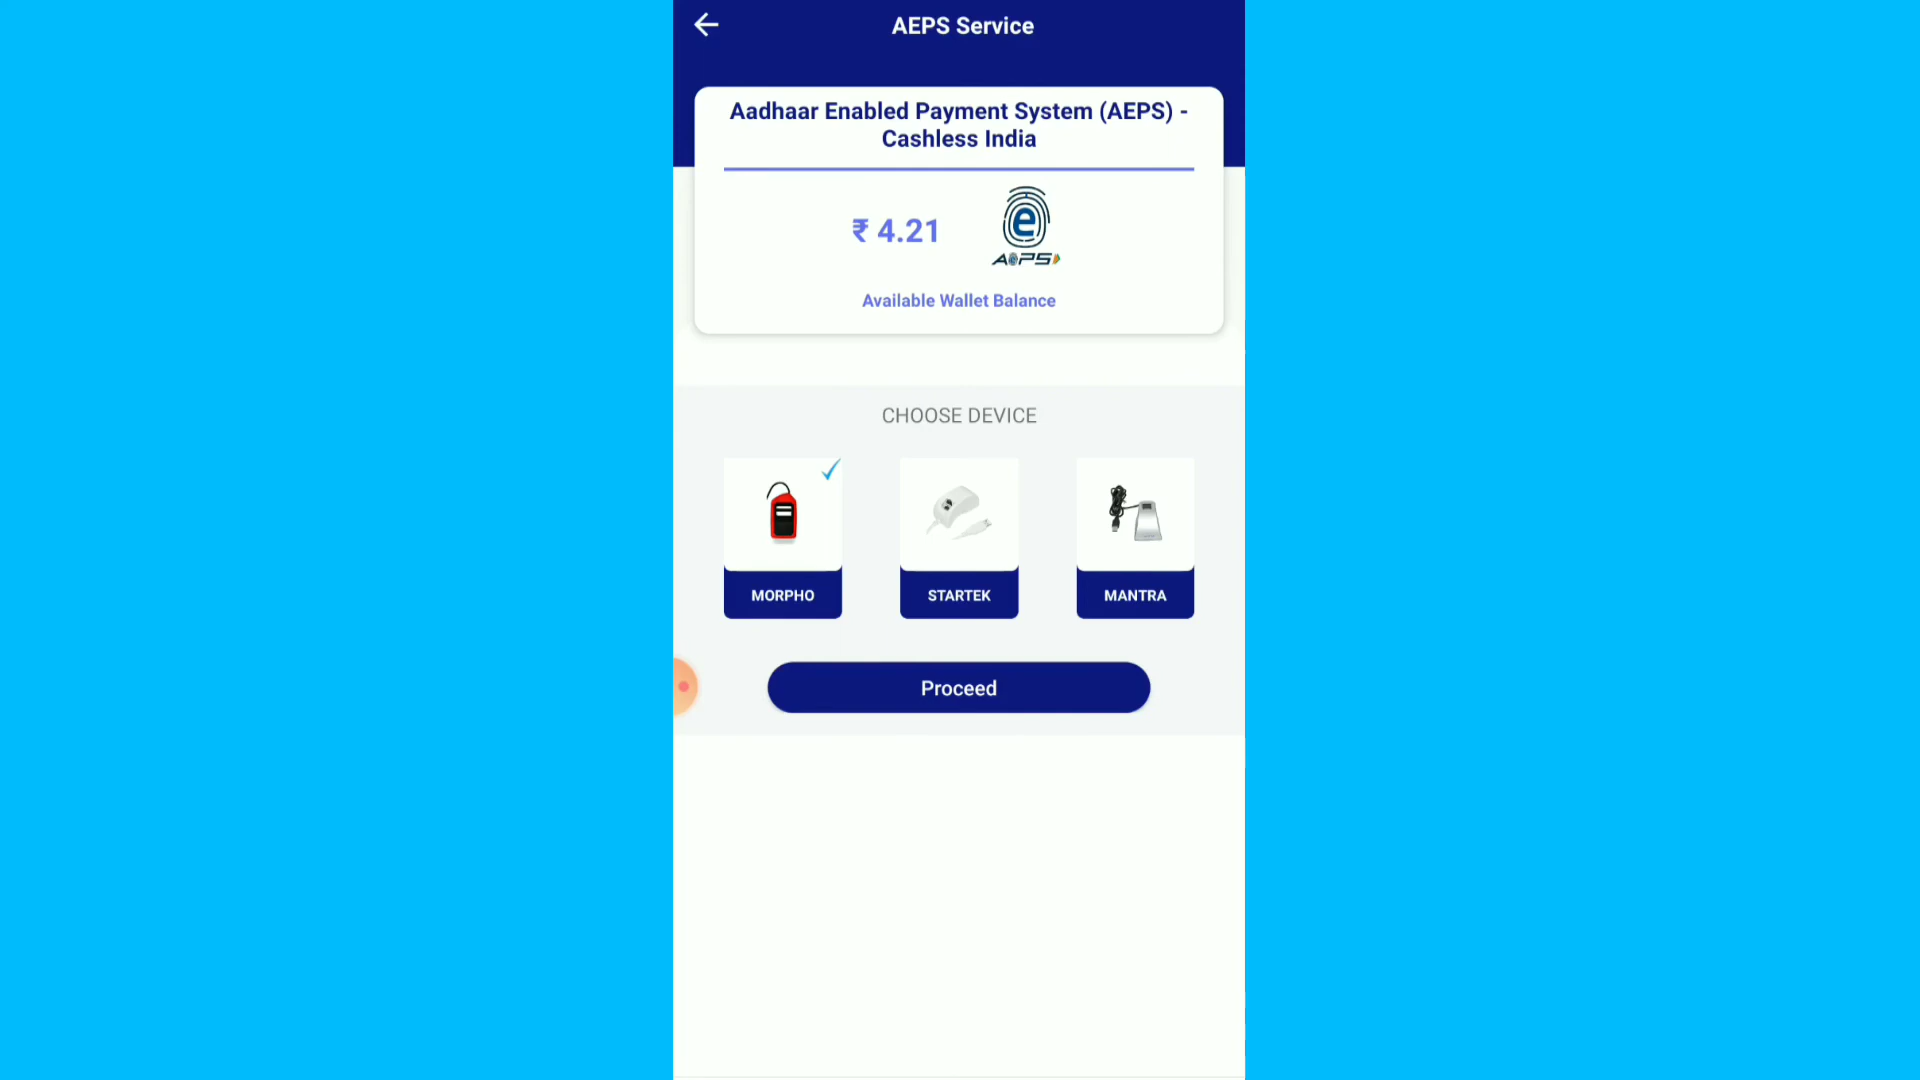 AEPS Service
Aadhaar Enabled Payment System (AEPS) -
Cashless India
₹ 4.21
e
AePS
Available Wallet Balance
CHOOSE DEVICE
MORPHO
STARTEK
MANTRA
Proceed